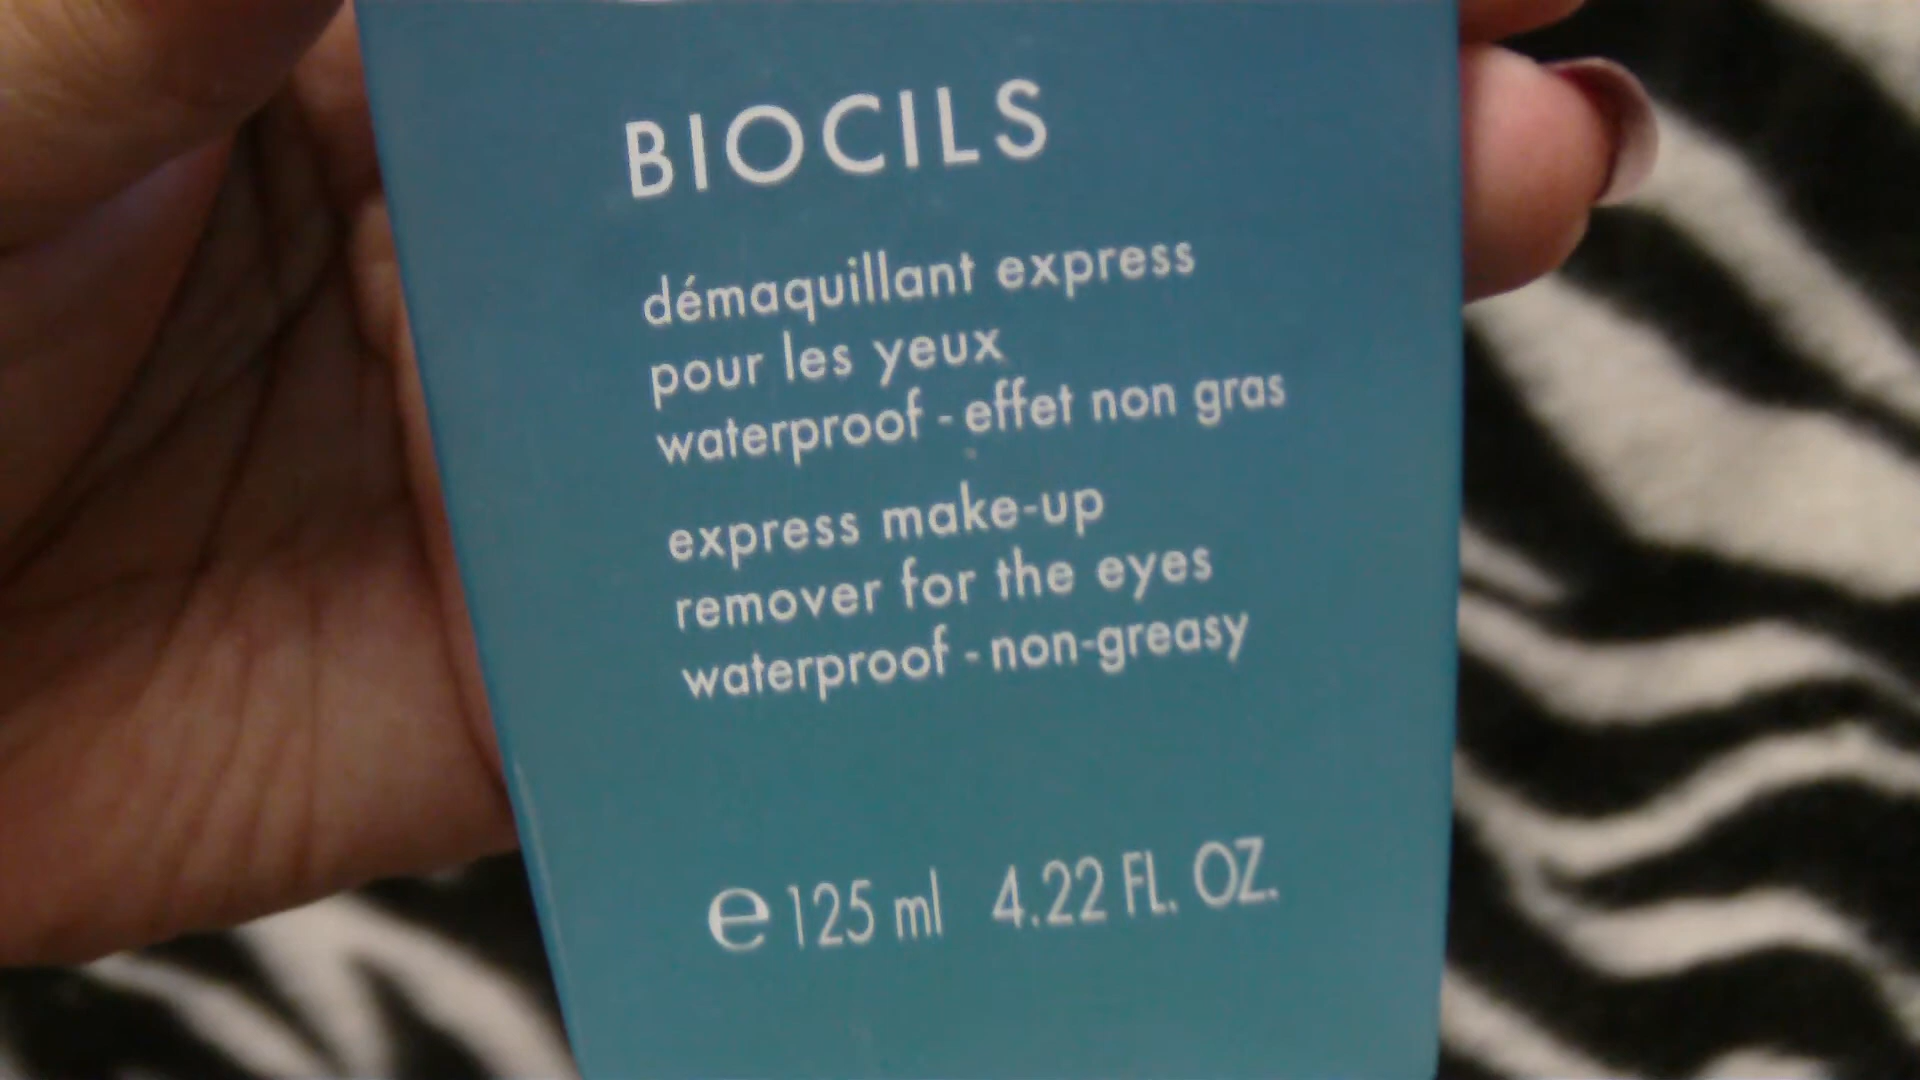 BIOCILS
démaquillant express
pour les yeux
waterproof - effet non gras
express make-up
remover for the eyes
waterproof - non-greasy
℮ 125 ml 4.22 FL. OZ.